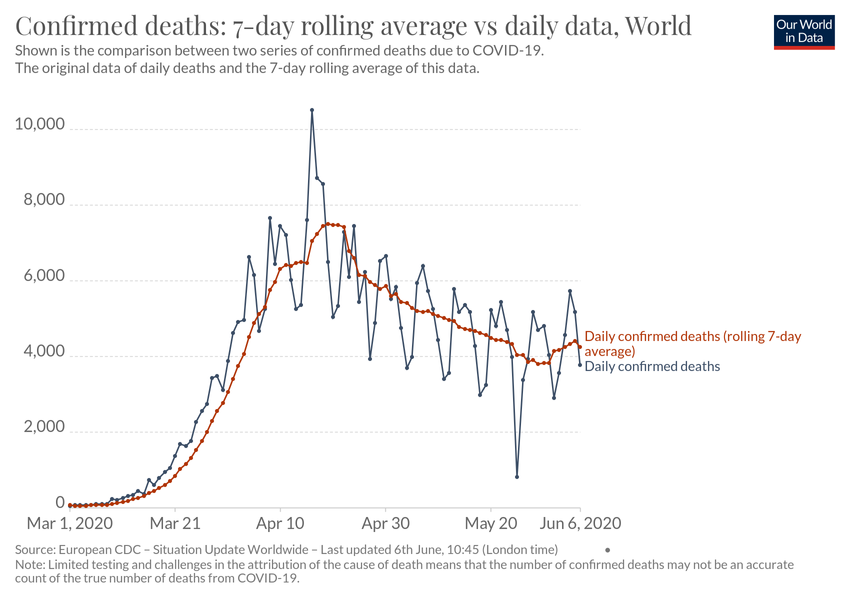 Confirmed deaths: 7-day rolling average vs daily data, World
Our World
in Data
Shown is the comparison between two series of confirmed deaths due to COVID-19.
The original data of daily deaths and the 7-day rolling average of this data.
10,000
8,000
6,000
4,000
2,000
0
Daily confirmed deaths (rolling 7-day
average)
Daily confirmed deaths
Mar 1, 2020
Mar 21
Apr 10
Apr 30
May 20
Jun 6, 2020
Source: European CDC – Situation Update Worldwide – Last updated 6th June, 10:45 (London time)
Note: Limited testing and challenges in the attribution of the cause of death means that the number of confirmed deaths may not be an accurate
count of the true number of deaths from COVID-19.